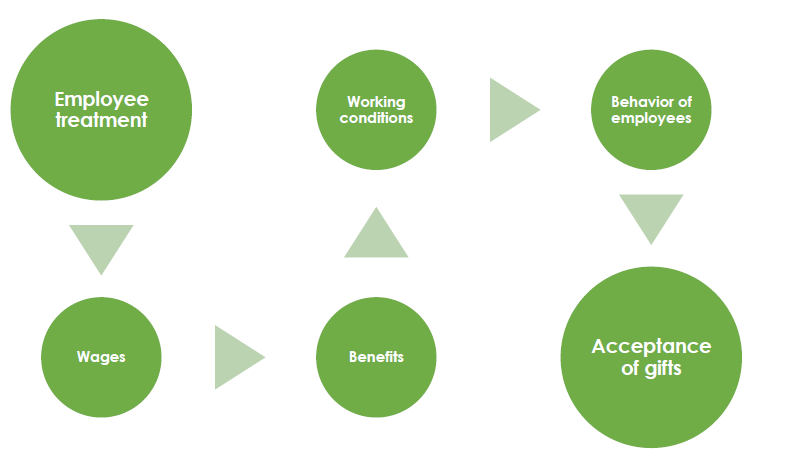 Employee
treatment
Wages
Benefits
Working
conditions
Behavior of
employees
Acceptance
of gifts